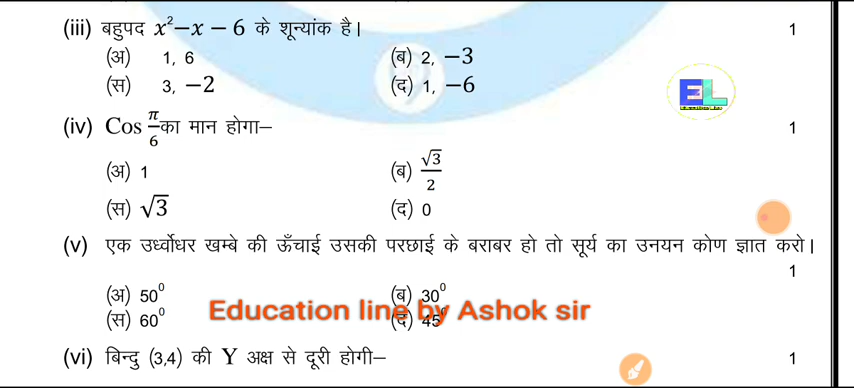 (iii) बहुपद x²−x − 6 के शून्यांक है। 1
(अ) 1, 6 (ब) 2, −3
(स) 3, −2 (द) 1, −6
EL
(iv) Cos π/6 का मान होगा– 1
(अ) 1 (ब) √3/2
(स) √3 (द) 0
(v) एक उर्ध्वोधर खम्बे की ऊँचाई उसकी परछाई के बराबर हो तो सूर्य का उनयन कोण ज्ञात करो।
1
(अ) 50⁰ (ब) 30⁰
(स) 60⁰ (द) 45⁰
Education line by Ashok sir
(vi) बिन्दु (3,4) की Y अक्ष से दूरी होगी– 1